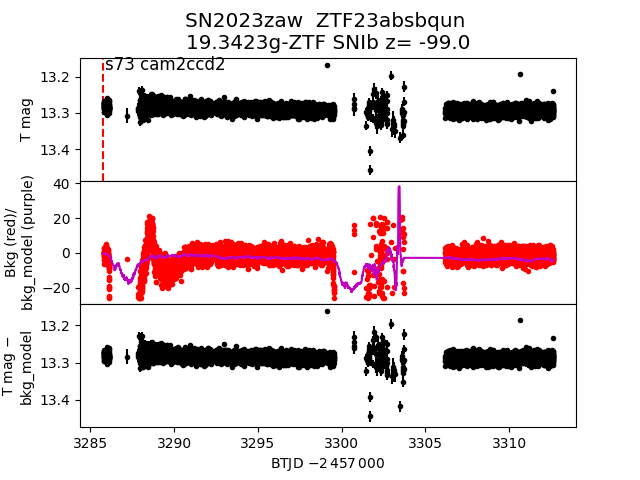 SN2023zaw  ZTF23absbqun
19.3423g-ZTF SNIb z= -99.0
s73 cam2ccd2
13.2
13.3
13.4
T mag
40
20
0
−20
Bkg (red)/
bkg_model (purple)
13.2
13.3
13.4
T mag −
bkg_model
3285
3290
3295
3300
3305
3310
BTJD −2 457 000